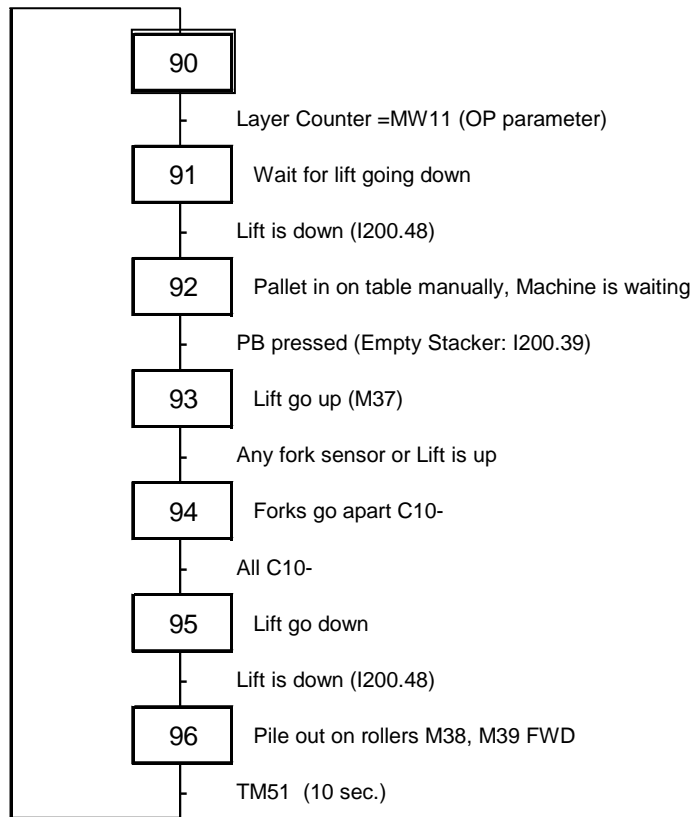 90
Layer Counter =MW11 (OP parameter)
91 Wait for lift going down
Lift is down (I200.48)
92 Pallet in on table manually, Machine is waiting
PB pressed (Empty Stacker: I200.39)
93 Lift go up (M37)
Any fork sensor or Lift is up
94 Forks go apart C10-
All C10-
95 Lift go down
Lift is down (I200.48)
96 Pile out on rollers M38, M39 FWD
TM51 (10 sec.)